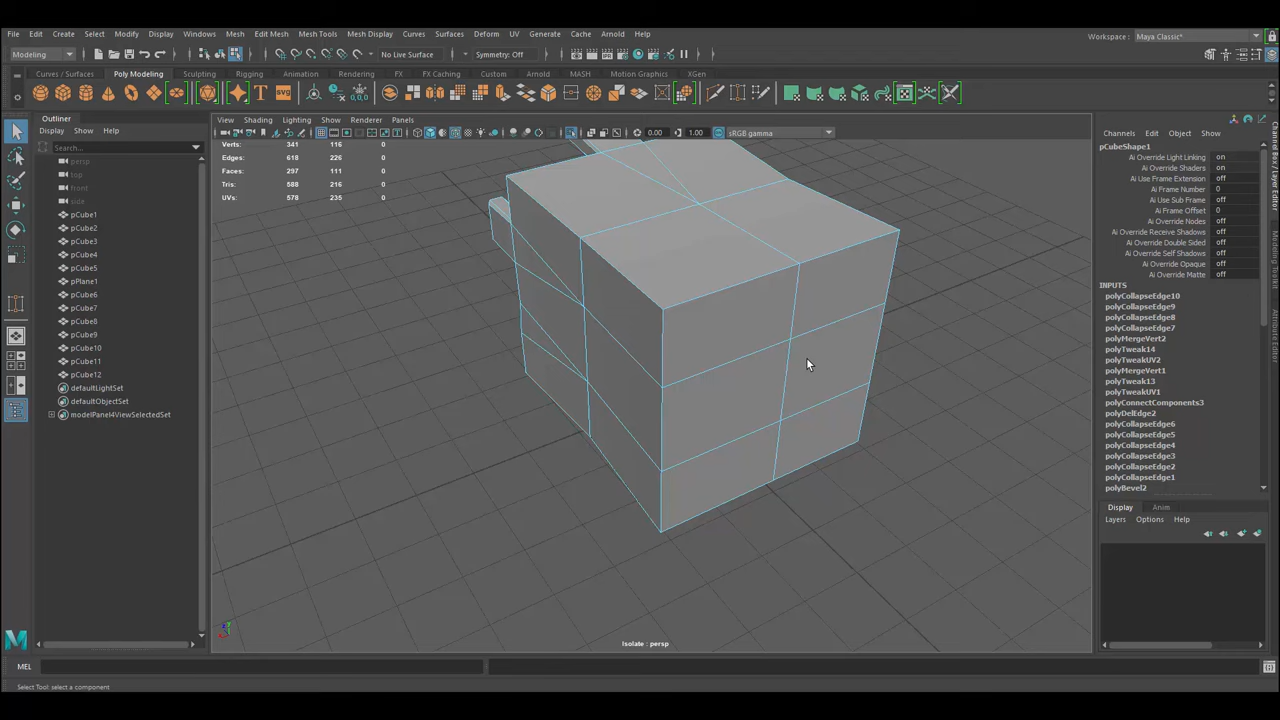 File Edit Create Select Modify Display Windows Mesh Edit Mesh Mesh Tools Mesh Display Curves Surfaces Deform UV Generate Cache Arnold Help
Workspace : Maya Classic*
Modeling No Live Surface Symmetry: Off
Curves / Surfaces Poly Modeling Sculpting Rigging Animation Rendering FX FX Caching Custom Arnold MASH Motion Graphics XGen
Outliner
Display Show Help
Search...
persp
top
front
side
pCube1
pCube2
pCube3
pCube4
pCube5
pPlane1
pCube6
pCube7
pCube8
pCube9
pCube10
pCube11
pCube12
defaultLightSet
defaultObjectSet
modelPanel4ViewSelectedSet
View Shading Lighting Show Renderer Panels
0.00 1.00 sRGB gamma
Verts: 341 116 0
Edges: 618 226 0
Faces: 297 111 0
Tris: 588 216 0
UVs: 578 235 0
Isolate : persp
Channels Edit Object Show
pCubeShape1
Ai Override Light Linking on
Ai Override Shaders on
Ai Use Frame Extension off
Ai Frame Number 0
Ai Use Sub Frame off
Ai Frame Offset 0
Ai Override Nodes off
Ai Override Receive Shadows off
Ai Override Double Sided off
Ai Override Self Shadows off
Ai Override Opaque off
Ai Override Matte off
INPUTS
polyCollapseEdge10
polyCollapseEdge9
polyCollapseEdge8
polyCollapseEdge7
polyMergeVert2
polyTweak14
polyTweakUV2
polyMergeVert1
polyTweak13
polyTweakUV1
polyConnectComponents3
polyDelEdge2
polyCollapseEdge6
polyCollapseEdge5
polyCollapseEdge4
polyCollapseEdge3
polyCollapseEdge2
polyCollapseEdge1
polyBevel2
Display Anim
Layers Options Help
Channel Box / Layer Editor
Modeling Toolkit
Attribute Editor
MEL
Select Tool: select a component